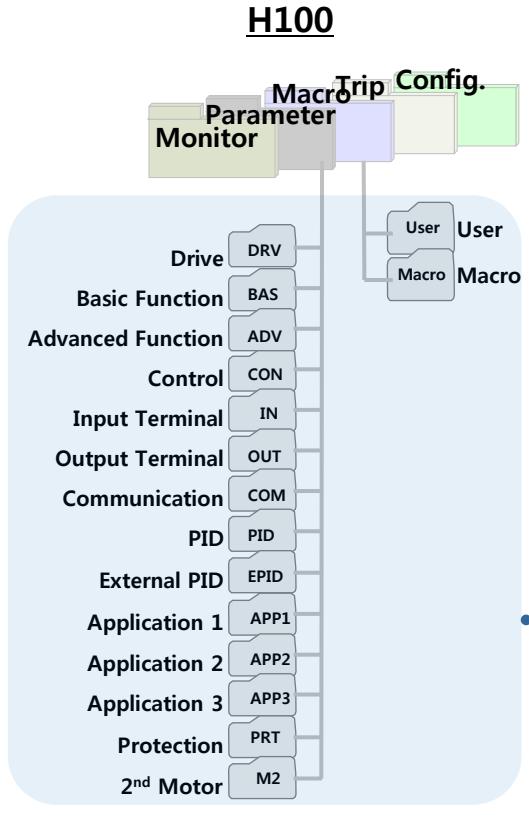 H100
Monitor
Parameter
Macro
Trip
Config.
User User
Macro Macro
Drive DRV
Basic Function BAS
Advanced Function ADV
Control CON
Input Terminal IN
Output Terminal OUT
Communication COM
PID PID
External PID EPID
Application 1 APP1
Application 2 APP2
Application 3 APP3
Protection PRT
2nd Motor M2